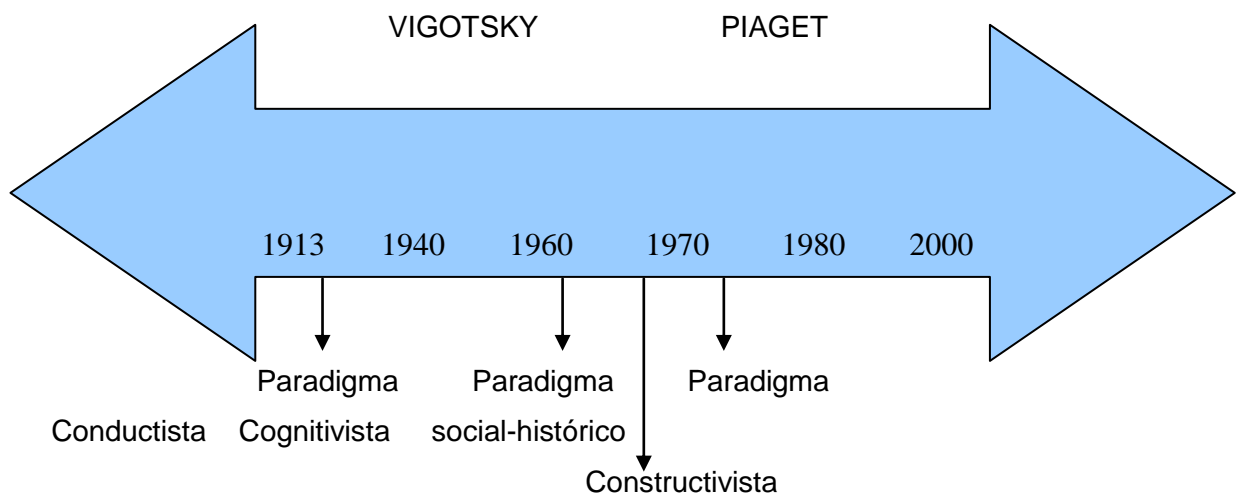 VIGOTSKY PIAGET
1913 1940 1960 1970 1980 2000
Paradigma Paradigma Paradigma
Conductista Cognitivista social-histórico
Constructivista